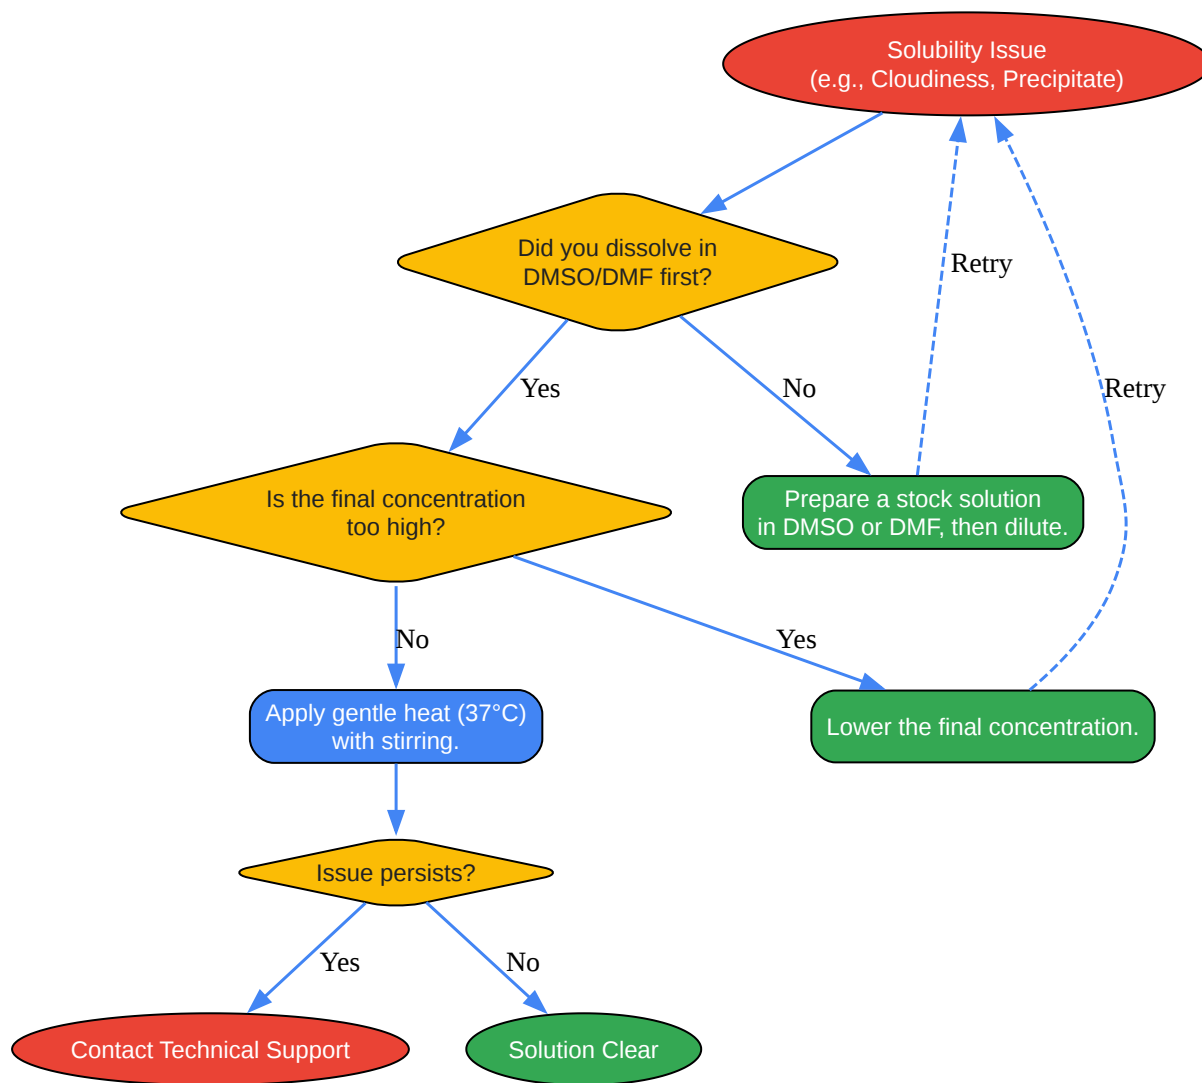 Solubility Issue
(e.g., Cloudiness, Precipitate)
Did you dissolve in
DMSO/DMF first?
Retry
Yes
No
Retry
Is the final concentration
too high?
Prepare a stock solution
in DMSO or DMF, then dilute.
No
Yes
Apply gentle heat (37°C)
with stirring.
Lower the final concentration.
Issue persists?
Yes
No
Contact Technical Support
Solution Clear